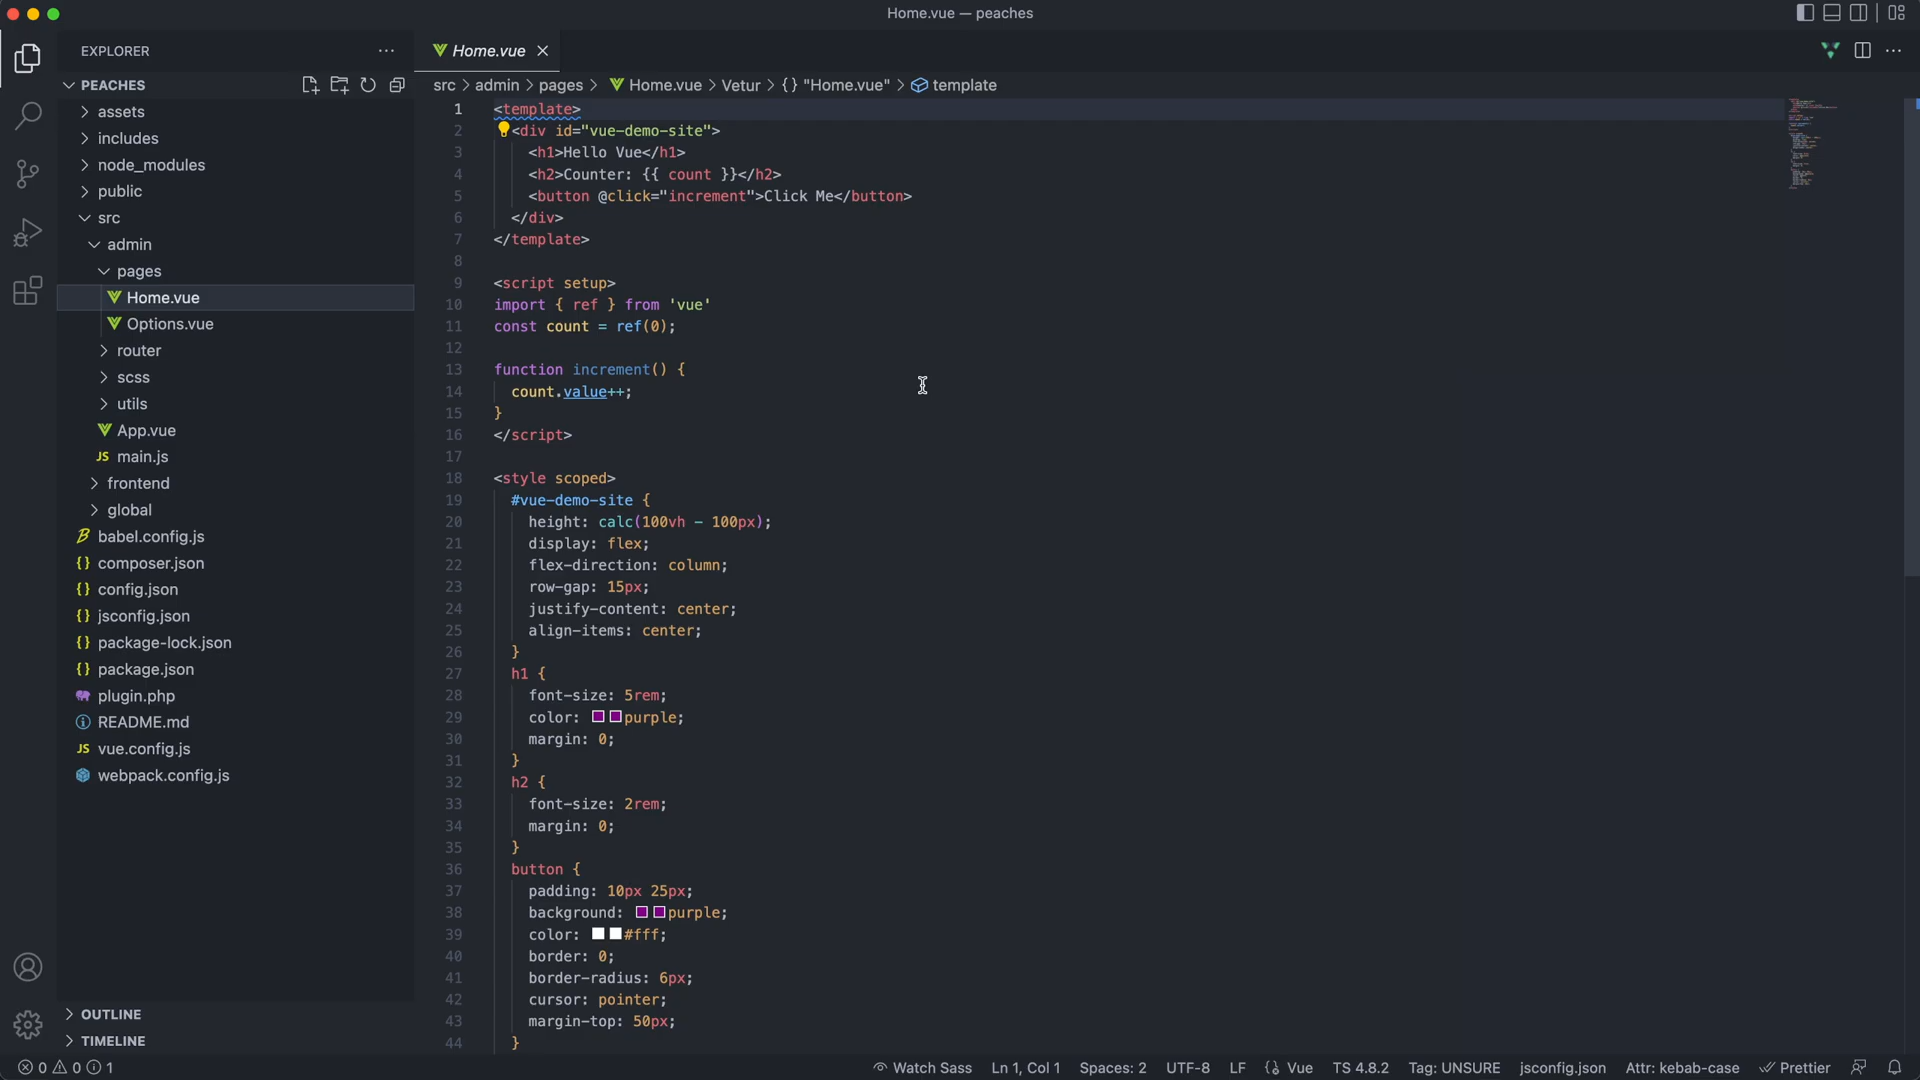 Home.vue — peaches
EXPLORER
PEACHES
assets
includes
node_modules
public
src
admin
pages
Home.vue
Options.vue
router
scss
utils
App.vue
JS main.js
frontend
global
babel.config.js
{} composer.json
{} config.json
{} jsconfig.json
{} package-lock.json
{} package.json
plugin.php
README.md
JS vue.config.js
webpack.config.js
OUTLINE
TIMELINE
Home.vue
src > admin > pages > Home.vue > Vetur > {} "Home.vue" > template
1 <template>
2 <div id="vue-demo-site">
3 <h1>Hello Vue</h1>
4 <h2>Counter: {{ count }}</h2>
5 <button @click="increment">Click Me</button>
6 </div>
7 </template>
8
9 <script setup>
10 import { ref } from 'vue'
11 const count = ref(0);
12
13 function increment() {
14 count.value++;
15 }
16 </script>
17
18 <style scoped>
19 #vue-demo-site {
20 height: calc(100vh - 100px);
21 display: flex;
22 flex-direction: column;
23 row-gap: 15px;
24 justify-content: center;
25 align-items: center;
26 }
27 h1 {
28 font-size: 5rem;
29 color: purple;
30 margin: 0;
31 }
32 h2 {
33 font-size: 2rem;
34 margin: 0;
35 }
36 button {
37 padding: 10px 25px;
38 background: purple;
39 color: #fff;
40 border: 0;
41 border-radius: 6px;
42 cursor: pointer;
43 margin-top: 50px;
44 }
0 0 1 Watch Sass Ln 1, Col 1 Spaces: 2 UTF-8 LF {} Vue TS 4.8.2 Tag: UNSURE jsconfig.json Attr: kebab-case Prettier